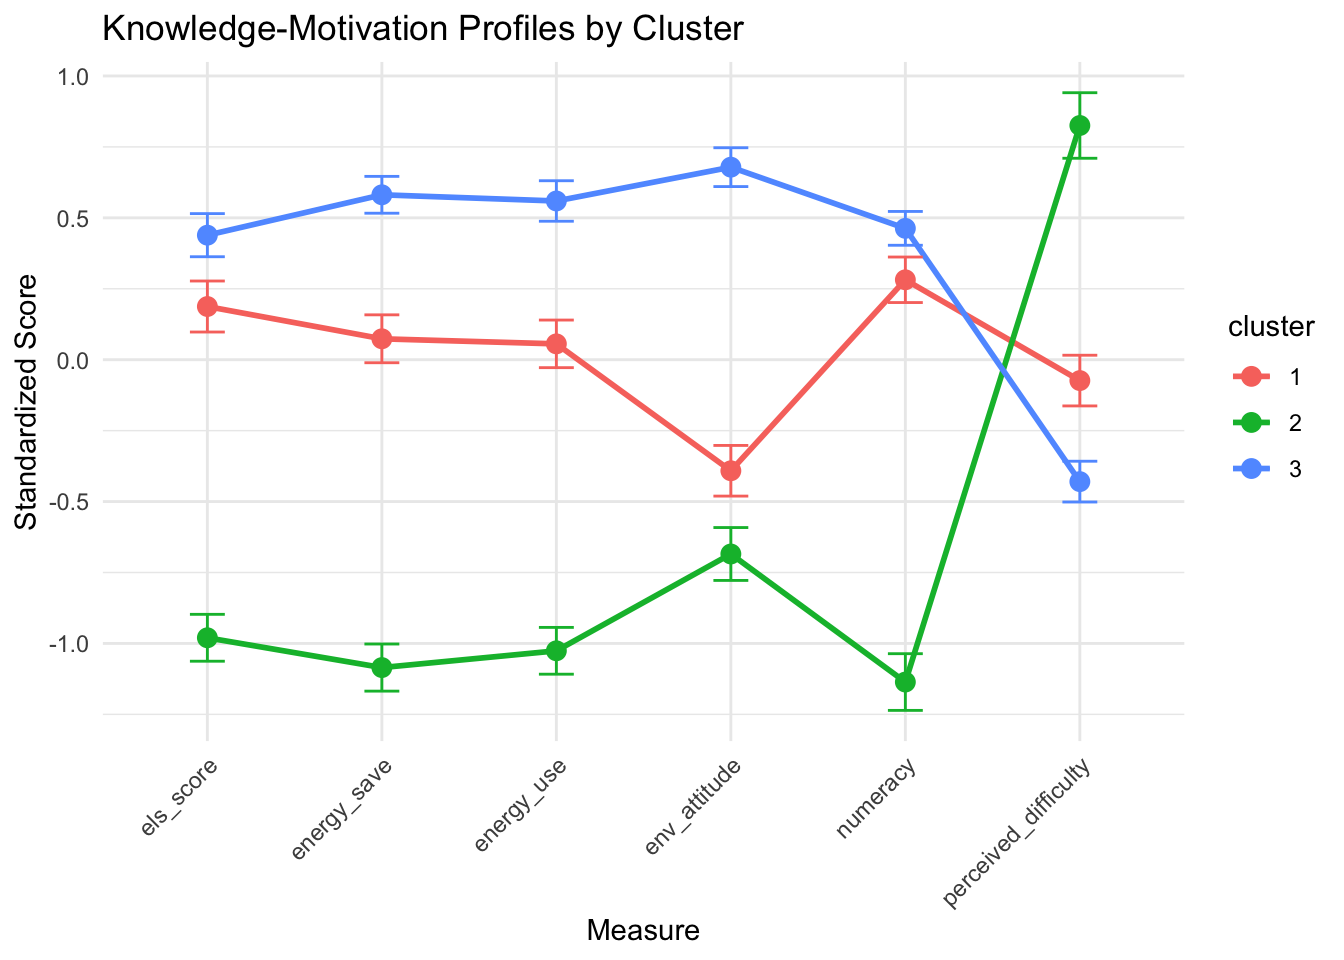 Knowledge-Motivation Profiles by Cluster
Standardized Score
1.0
0.5
0.0
-0.5
-1.0
els_score
energy_save
energy_use
env_attitude
numeracy
perceived_difficulty
Measure
cluster
1
2
3